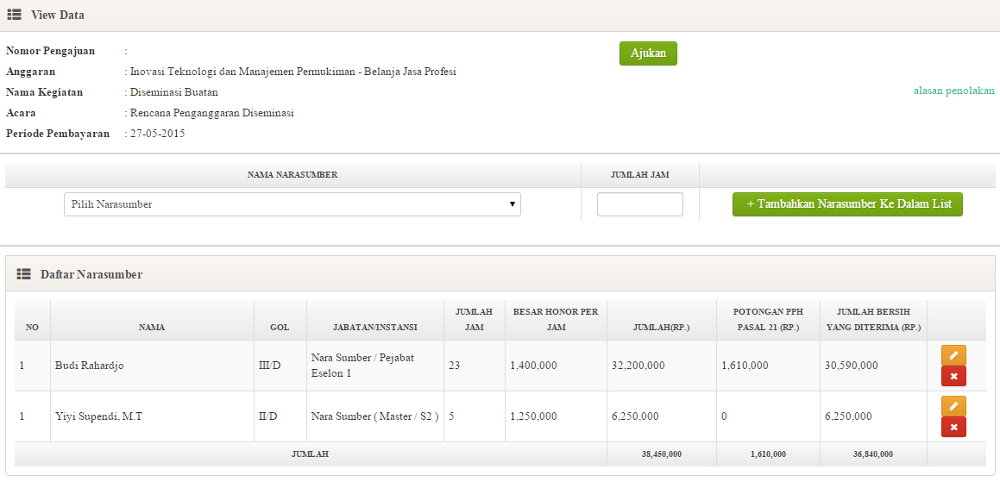 View Data
Nomor Pengajuan :
Ajukan
Anggaran : Inovasi Teknologi dan Manajemen Permukiman - Belanja Jasa Profesi
Nama Kegiatan : Diseminasi Buatan
alasan penolakan
Acara : Rencana Penganggaran Diseminasi
Periode Pembayaran : 27-05-2015
NAMA NARASUMBER JUMLAH JAM
Pilih Narasumber
+ Tambahkan Narasumber Ke Dalam List
Daftar Narasumber
NO NAMA GOL JABATAN/INSTANSI JUMLAH JAM BESAR HONOR PER JAM JUMLAH(RP.) POTONGAN PPH PASAL 21 (RP.) JUMLAH BERSIH YANG DITERIMA (RP.)
1 Budi Rahardjo III/D Nara Sumber / Pejabat Eselon 1 23 1,400,000 32,200,000 1,610,000 30,590,000
1 Yiyi Supendi, M.T II/D Nara Sumber ( Master / S2 ) 5 1,250,000 6,250,000 0 6,250,000
JUMLAH 38,450,000 1,610,000 36,840,000